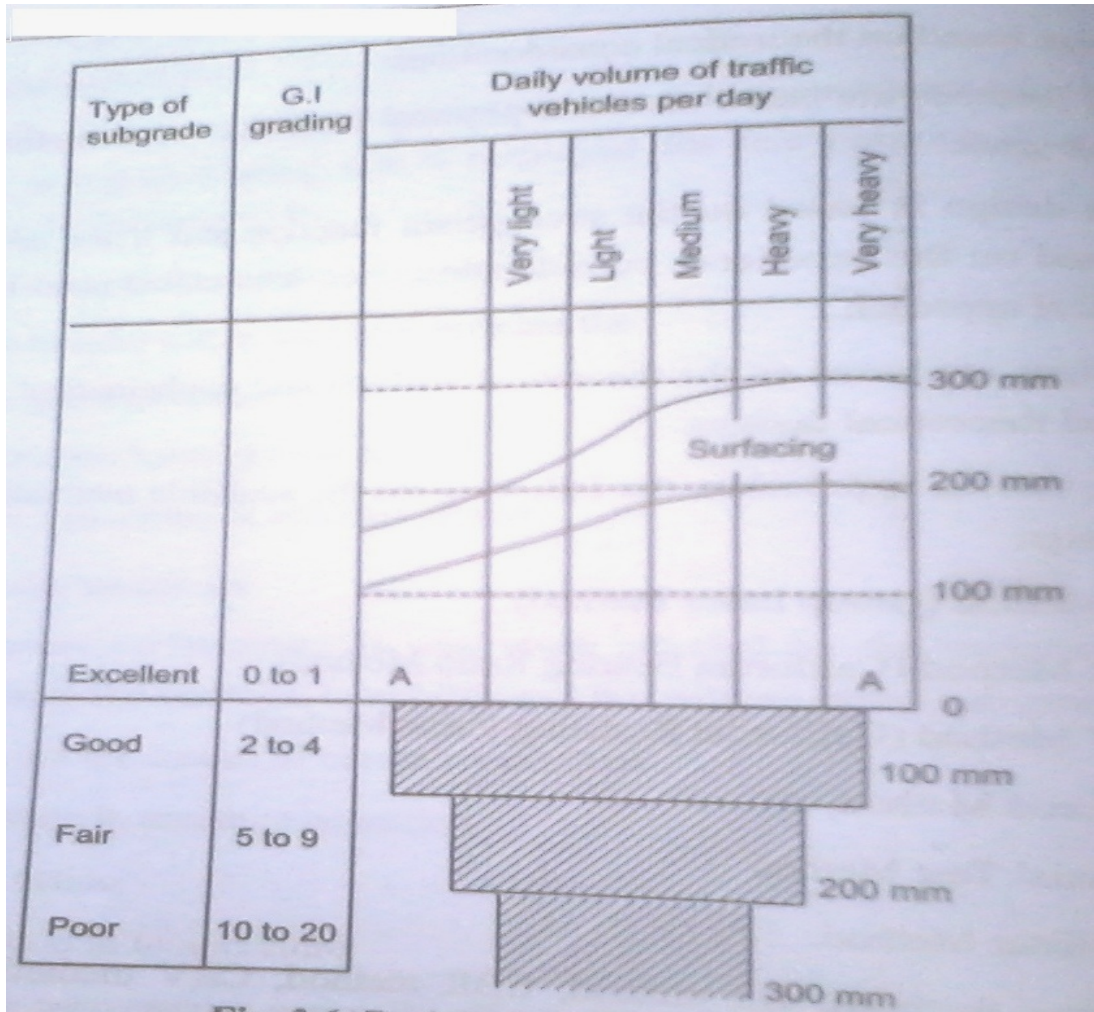 Type of
subgrade
G.I
grading
Daily volume of traffic
vehicles per day
Very light
Light
Medium
Heavy
Very heavy
300 mm
Surfacing
200 mm
100 mm
Excellent 0 to 1 A A 0
Good 2 to 4
100 mm
Fair 5 to 9
200 mm
Poor 10 to 20
300 mm